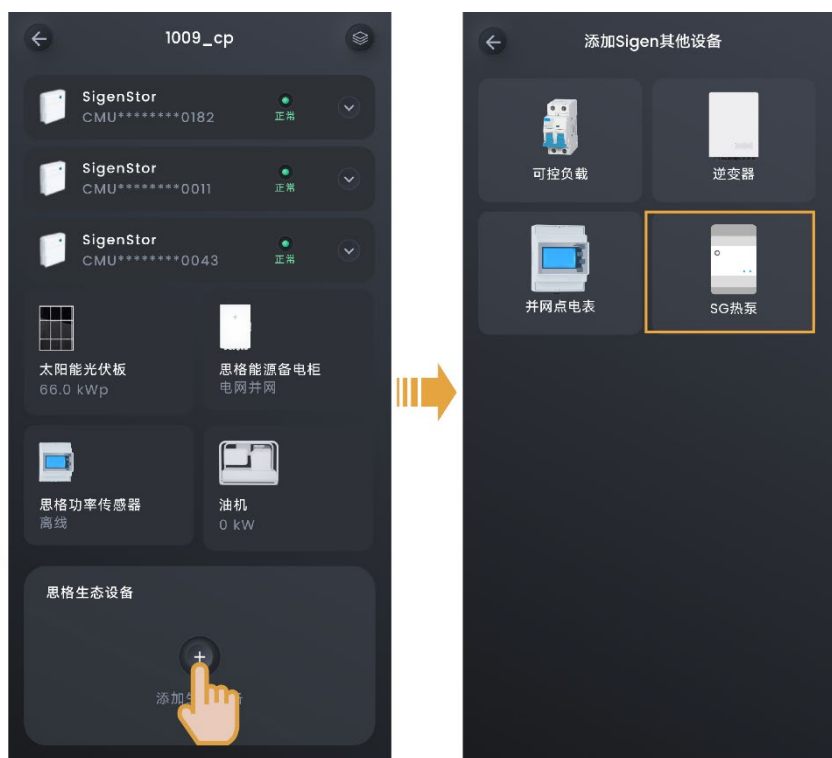 1009_cp
SigenStor
CMU********0182
正常
SigenStor
CMU********0011
正常
SigenStor
CMU********0043
正常
太阳能光伏板
66.0 kWp
思格能源备电柜
电网并网
思格功率传感器
离线
油机
0 kW
思格生态设备
添加
添加Sigen其他设备
可控负载
逆变器
并网点电表
SG热泵